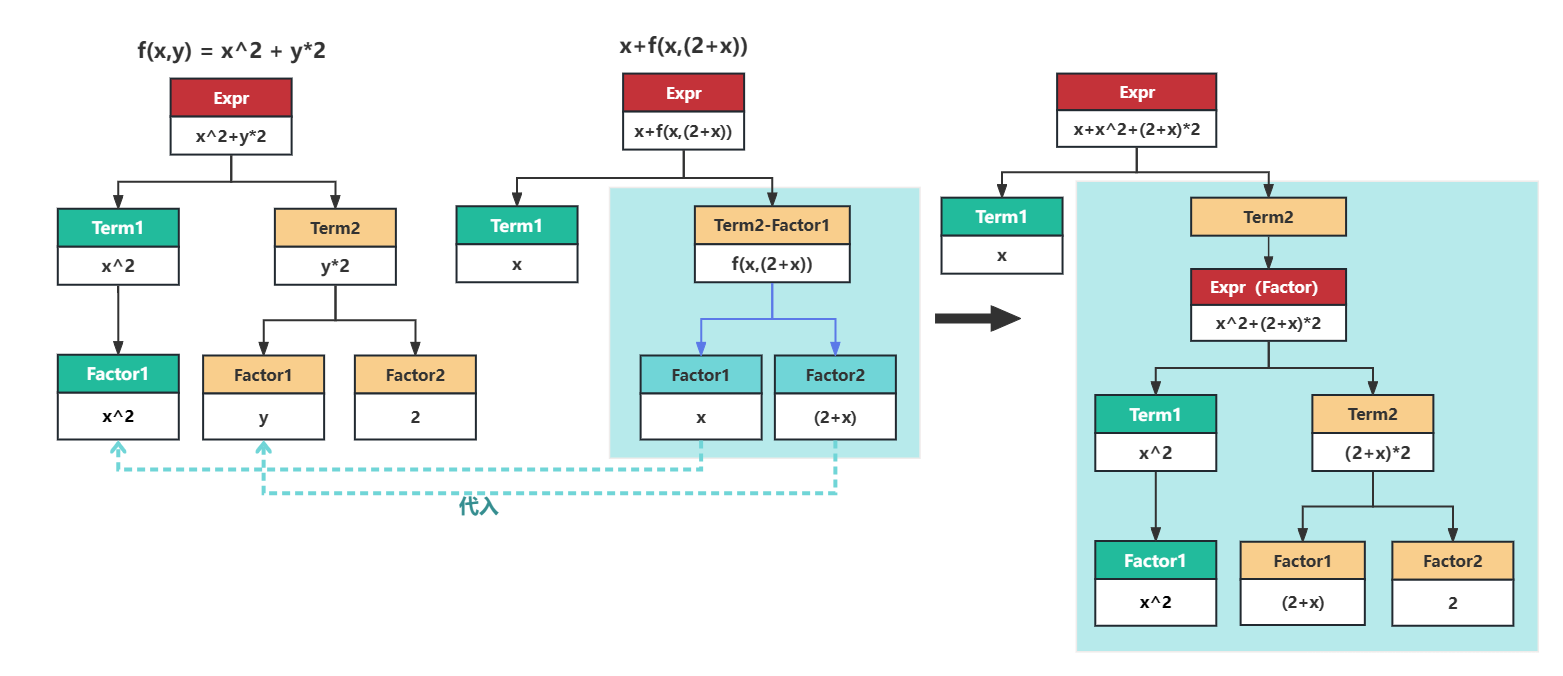 f(x,y) = x^2 + y*2
Expr
x^2+y*2
Term1
x^2
Term2
y*2
Factor1
x^2
Factor1
y
Factor2
2
x+f(x,(2+x))
Expr
x+f(x,(2+x))
Term1
x
Term2-Factor1
f(x,(2+x))
Factor1
x
Factor2
(2+x)
代入
Expr
x+x^2+(2+x)*2
Term1
x
Term2
Expr (Factor)
x^2+(2+x)*2
Term1
x^2
Term2
(2+x)*2
Factor1
x^2
Factor1
(2+x)
Factor2
2